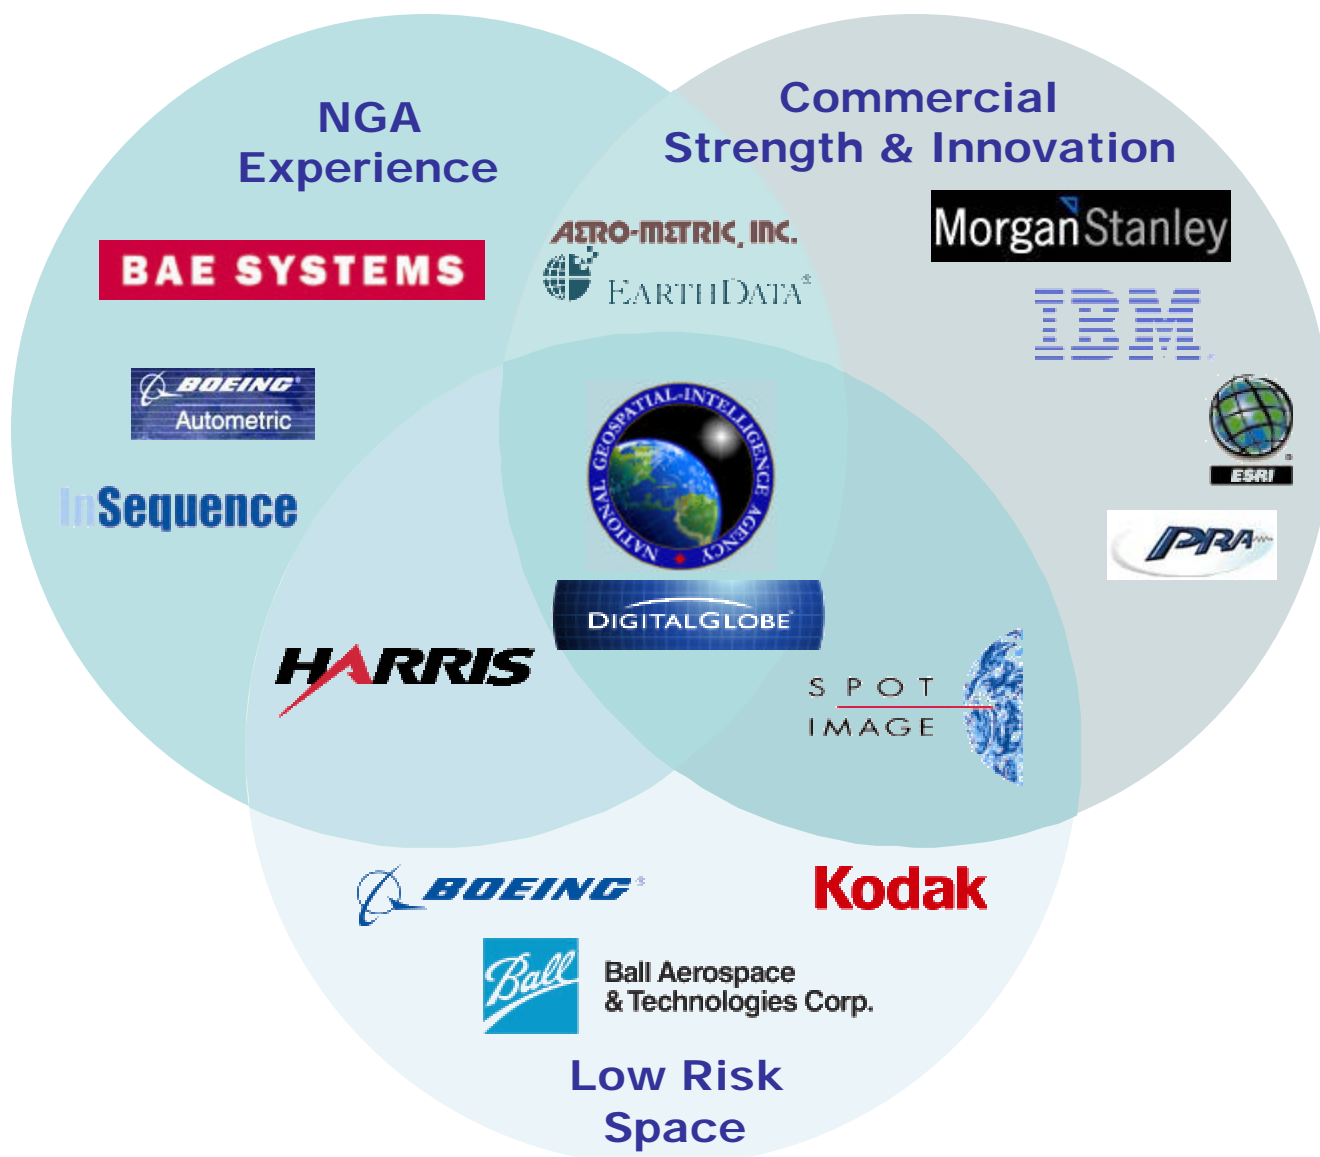 NGA
Experience
Commercial
Strength & Innovation
BAE SYSTEMS
AERO-METRIC, INC.
EARTHDATA®
MorganStanley
IBM®
BOEING®
Autometric
InSequence
NATIONAL GEOSPATIAL-INTELLIGENCE AGENCY
ESRI®
PRA
DIGITALGLOBE®
HARRIS
SPOT
IMAGE
BOEING®
Kodak
Ball
Ball Aerospace
& Technologies Corp.
Low Risk
Space